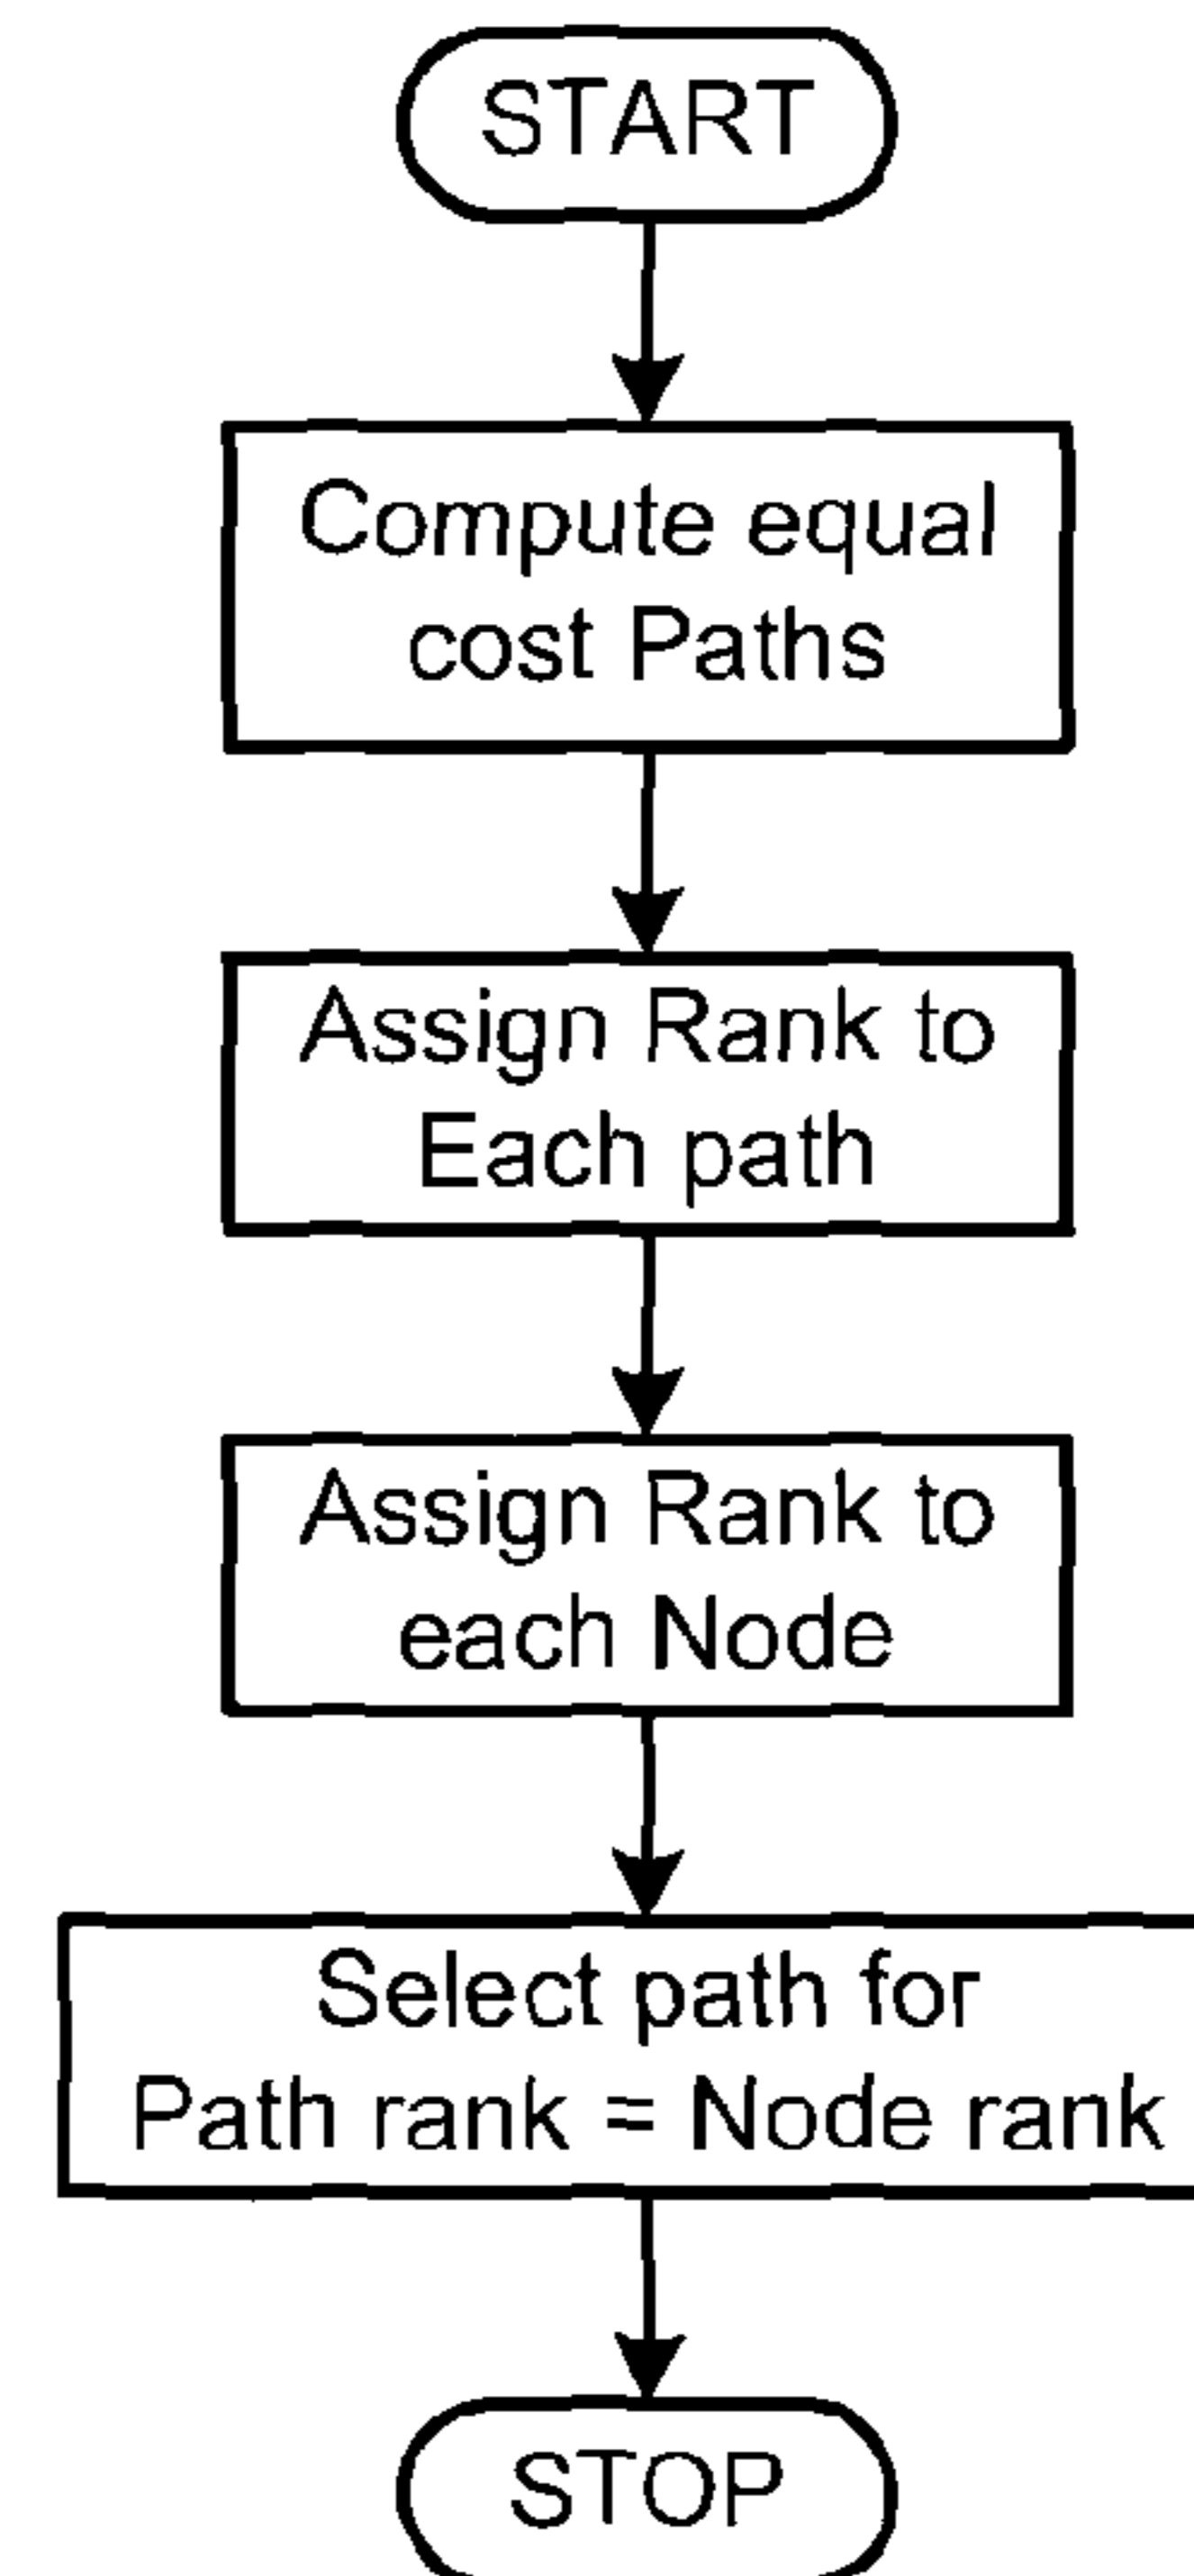 START
Compute equal
cost Paths
Assign Rank to
Each path
Assign Rank to
each Node
Select path for
Path rank = Node rank
STOP